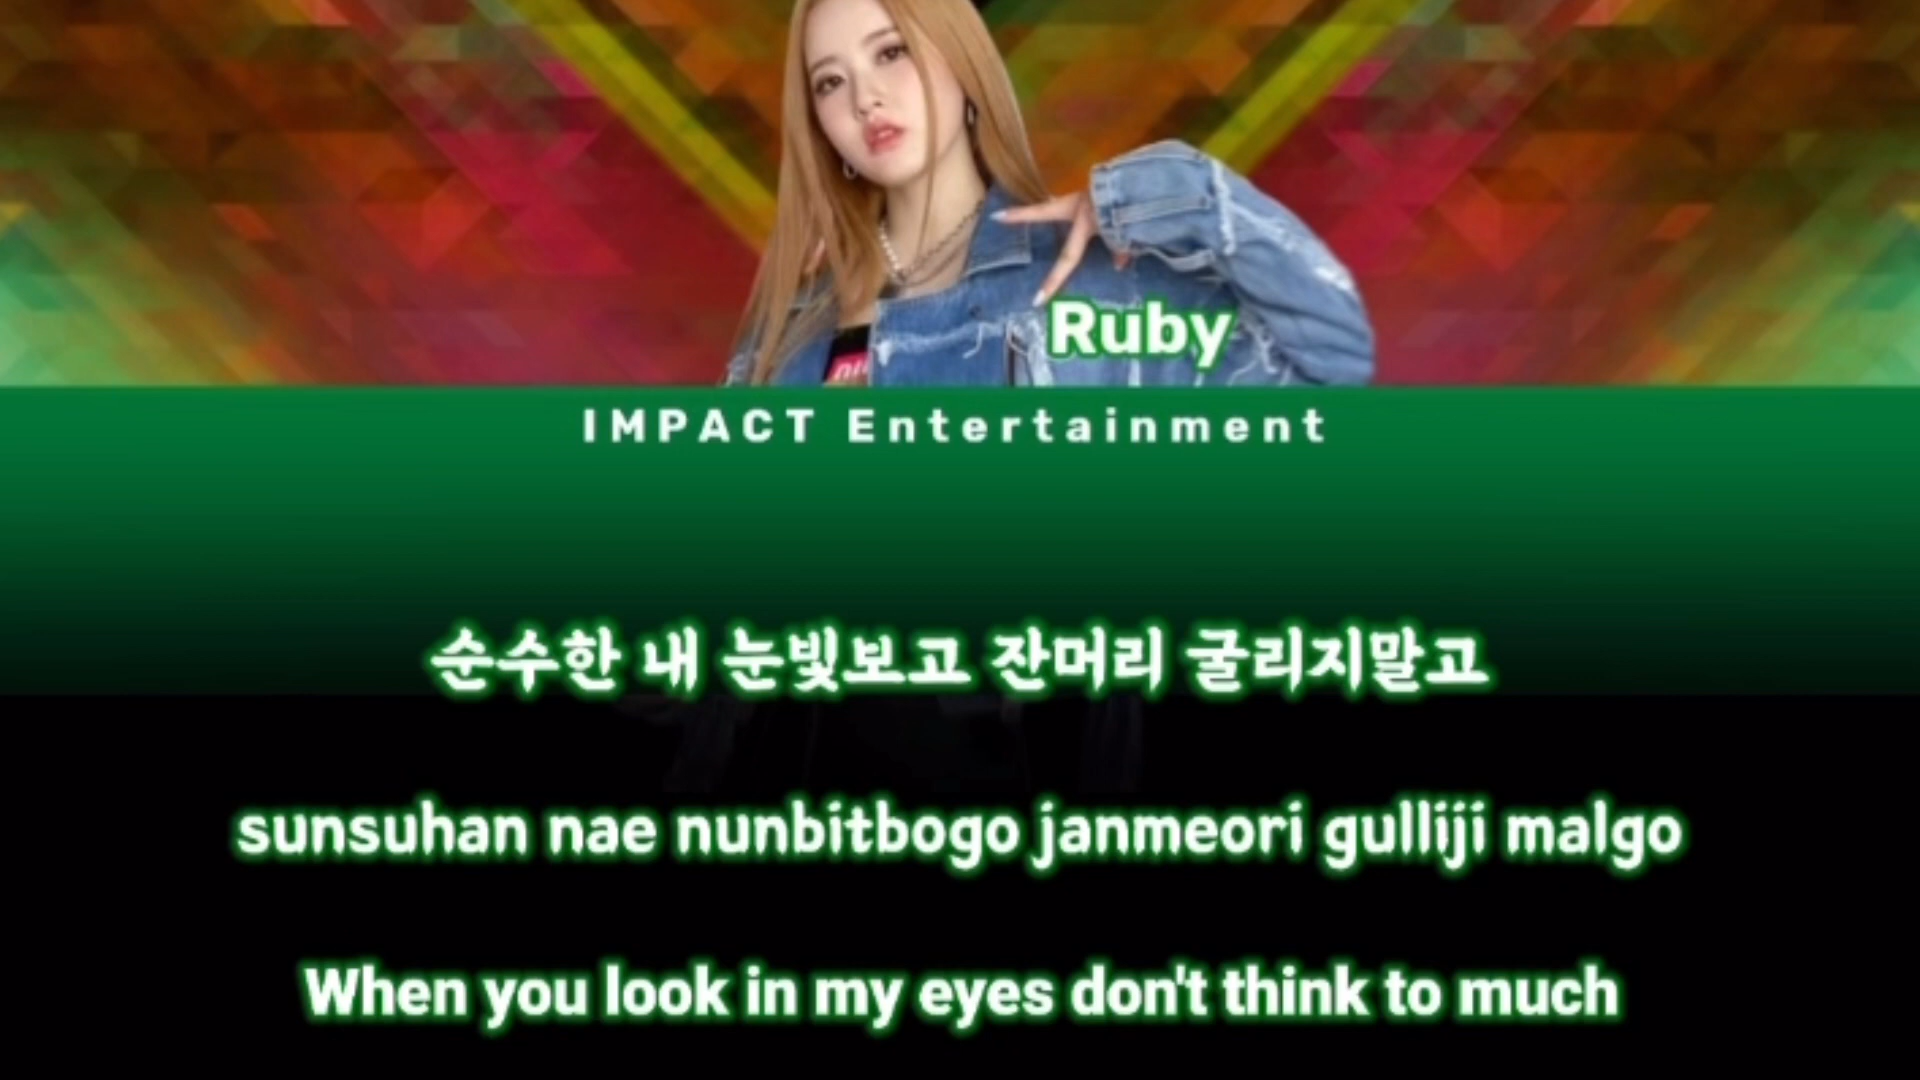 Ruby
IMPACT Entertainment
순수한 내 눈빛보고 잔머리 굴리지말고
sunsuhan nae nunbitbogo janmeori gulliji malgo
When you look in my eyes don't think to much